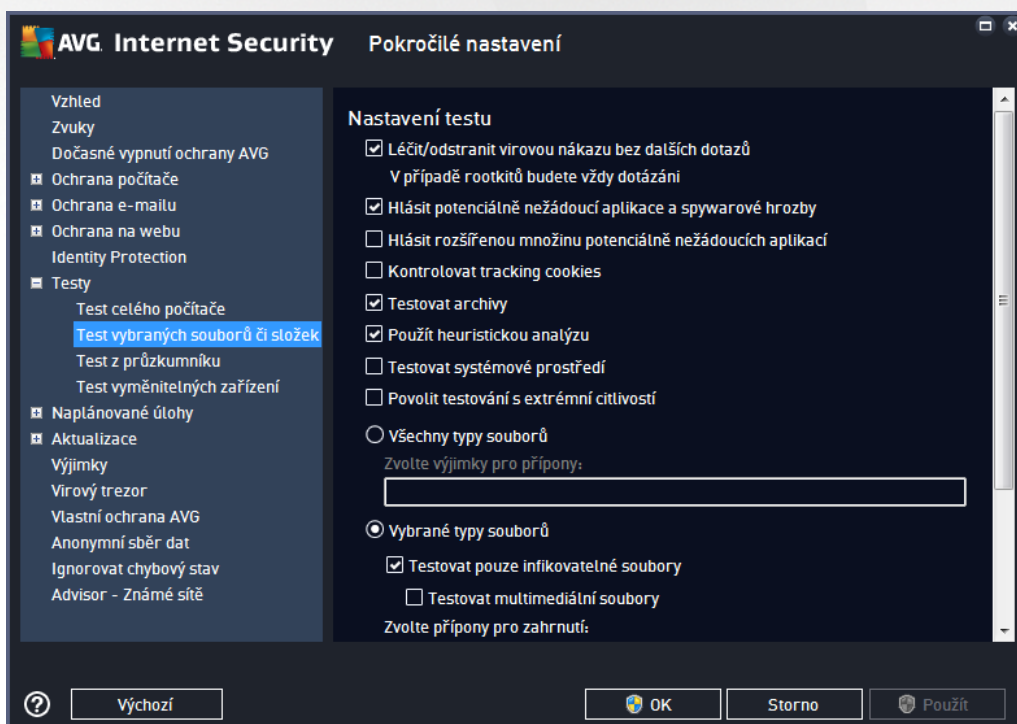 AVG. Internet Security Pokročilé nastavení
Vzhled
Zvuky
Dočasné vypnutí ochrany AVG
Ochrana počítače
Ochrana e-mailu
Ochrana na webu
Identity Protection
Testy
Test celého počítače
Test vybraných souborů či složek
Test z průzkumníku
Test vyměnitelných zařízení
Naplánované úlohy
Aktualizace
Výjimky
Virový trezor
Vlastní ochrana AVG
Anonymní sběr dat
Ignorovat chybový stav
Advisor - Známé sítě
Nastavení testu
Léčit/odstranit virovou nákazu bez dalších dotazů
V případě rootkitů budete vždy dotázáni
Hlásit potenciálně nežádoucí aplikace a spywarové hrozby
Hlásit rozšířenou množinu potenciálně nežádoucích aplikací
Kontrolovat tracking cookies
Testovat archivy
Použít heuristickou analýzu
Testovat systémové prostředí
Povolit testování s extrémní citlivostí
Všechny typy souborů
Zvolte výjimky pro přípony:
Vybrané typy souborů
Testovat pouze infikovatelné soubory
Testovat multimediální soubory
Zvolte přípony pro zahrnutí:
? Výchozí OK Storno Použít